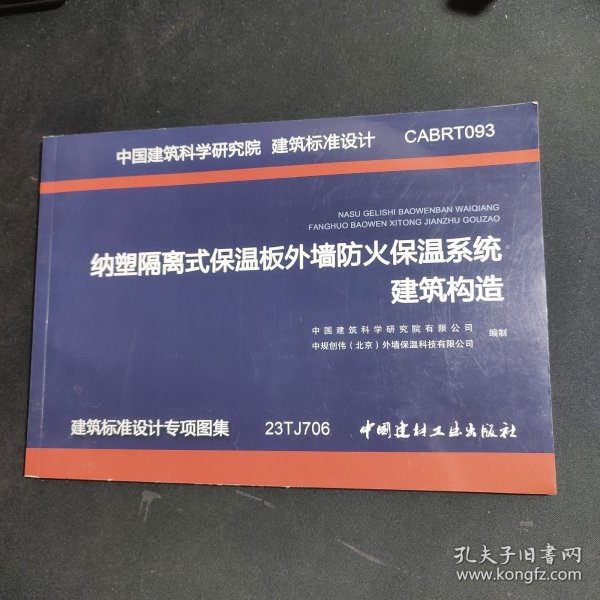 中国建筑科学研究院 建筑标准设计 CABRT093
NASU GELISHI BAOWENBAN WAIQIANG
FANGHUO BAOWEN XITONG JIANZHU GOUZAO
纳塑隔离式保温板外墙防火保温系统
建筑构造
中国建筑科学研究院有限公司
中规创伟（北京）外墙保温科技有限公司
编制
建筑标准设计专项图集 23TJ706 中国建材工业出版社
孔夫子旧书网
www.kongfz.com